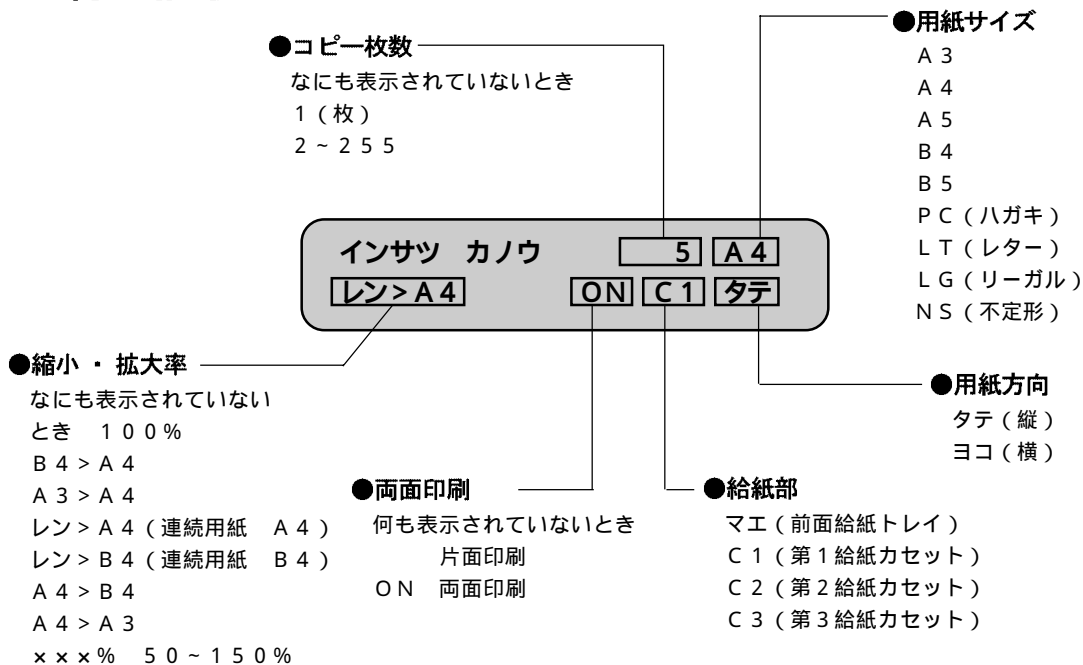 ●用紙サイズ
A3
A4
A5
B4
B5
PC(ハガキ)
LT(レター)
LG(リーガル)
NS(不定形)
●コピー枚数
なにも表示されていないとき
1(枚)
2~255
インサツ カノウ 5 A4
レン>A4 ON C1 タテ
●縮小・拡大率
なにも表示されていない
とき 100%
B4>A4
A3>A4
レン>A4(連続用紙 A4)
レン>B4(連続用紙 B4)
A4>B4
A4>A3
×××% 50~150%
●両面印刷
何も表示されていないとき
片面印刷
ON 両面印刷
●給紙部
マエ(前面給紙トレイ)
C1(第1給紙カセット)
C2(第2給紙カセット)
C3(第3給紙カセット)
●用紙方向
タテ(縦)
ヨコ(横)